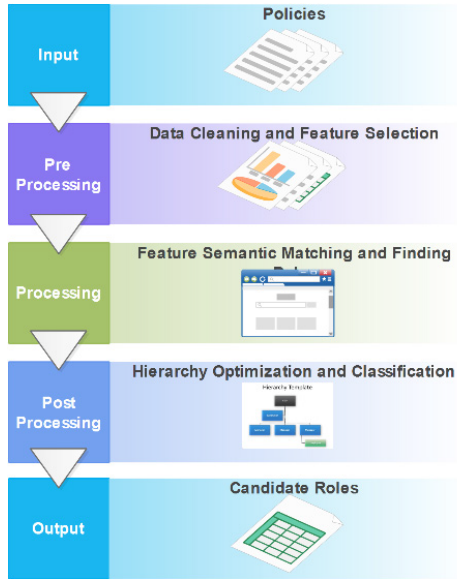 Policies
Input
Data Cleaning and Feature Selection
Pre
Processing
Feature Semantic Matching and Finding
Processing
Hierarchy Optimization and Classification
Hierarchy Template
Post
Processing
Candidate Roles
Output